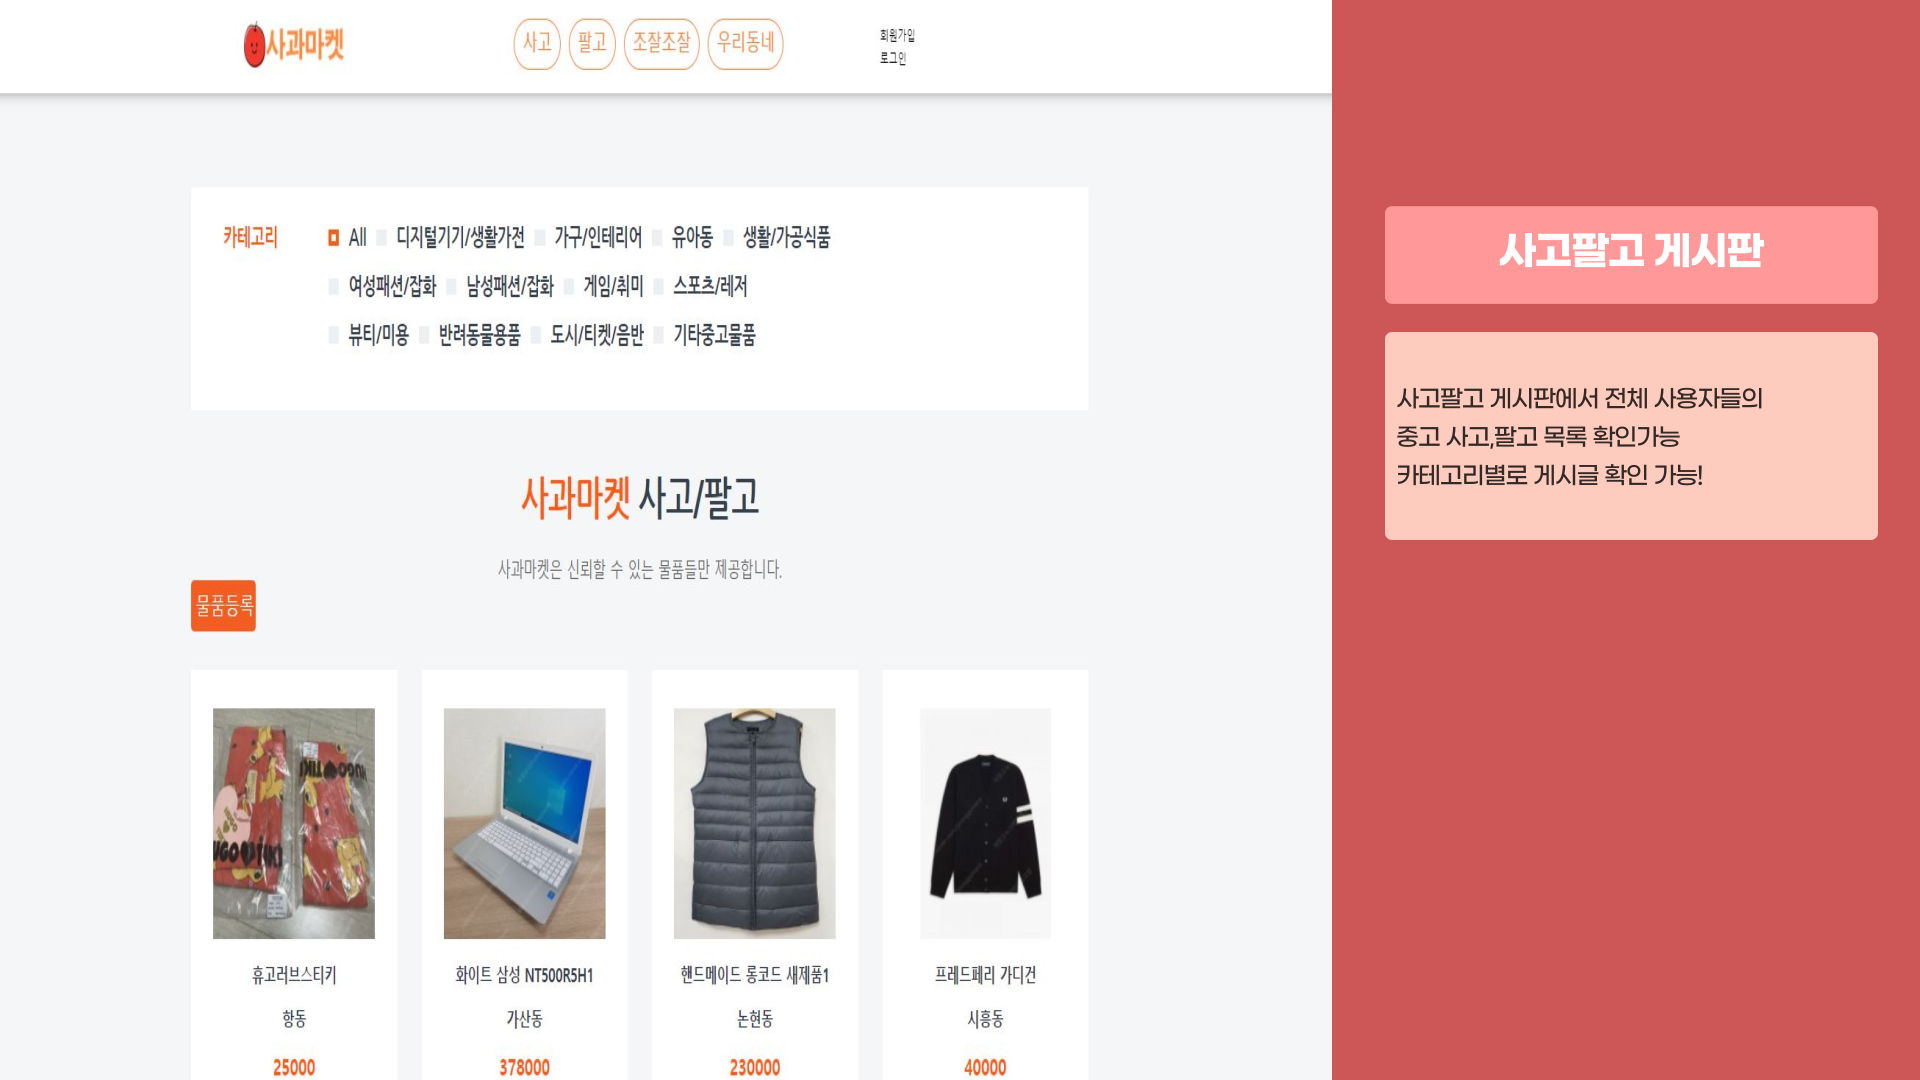 사과마켓
사고 팔고 조잘조잘 우리동네
회원가입
로그인
카테고리 All 디지털기기/생활가전 가구/인테리어 유아동 생활/가공식품
여성패션/잡화 남성패션/잡화 게임/취미 스포츠/레저
뷰티/미용 반려동물용품 도시/티켓/음반 기타중고물품
사과마켓 사고/팔고
사과마켓은 신뢰할 수 있는 물품들만 제공합니다.
물품등록
휴고러브스티키 화이트 삼성 NT500R5H1 핸드메이드 롱코드 새제품1 프레드페리 가디건
항동 가산동 논현동 시흥동
25000 378000 230000 40000
사고팔고 게시판
사고팔고 게시판에서 전체 사용자들의
중고 사고,팔고 목록 확인가능
카테고리별로 게시글 확인 가능!